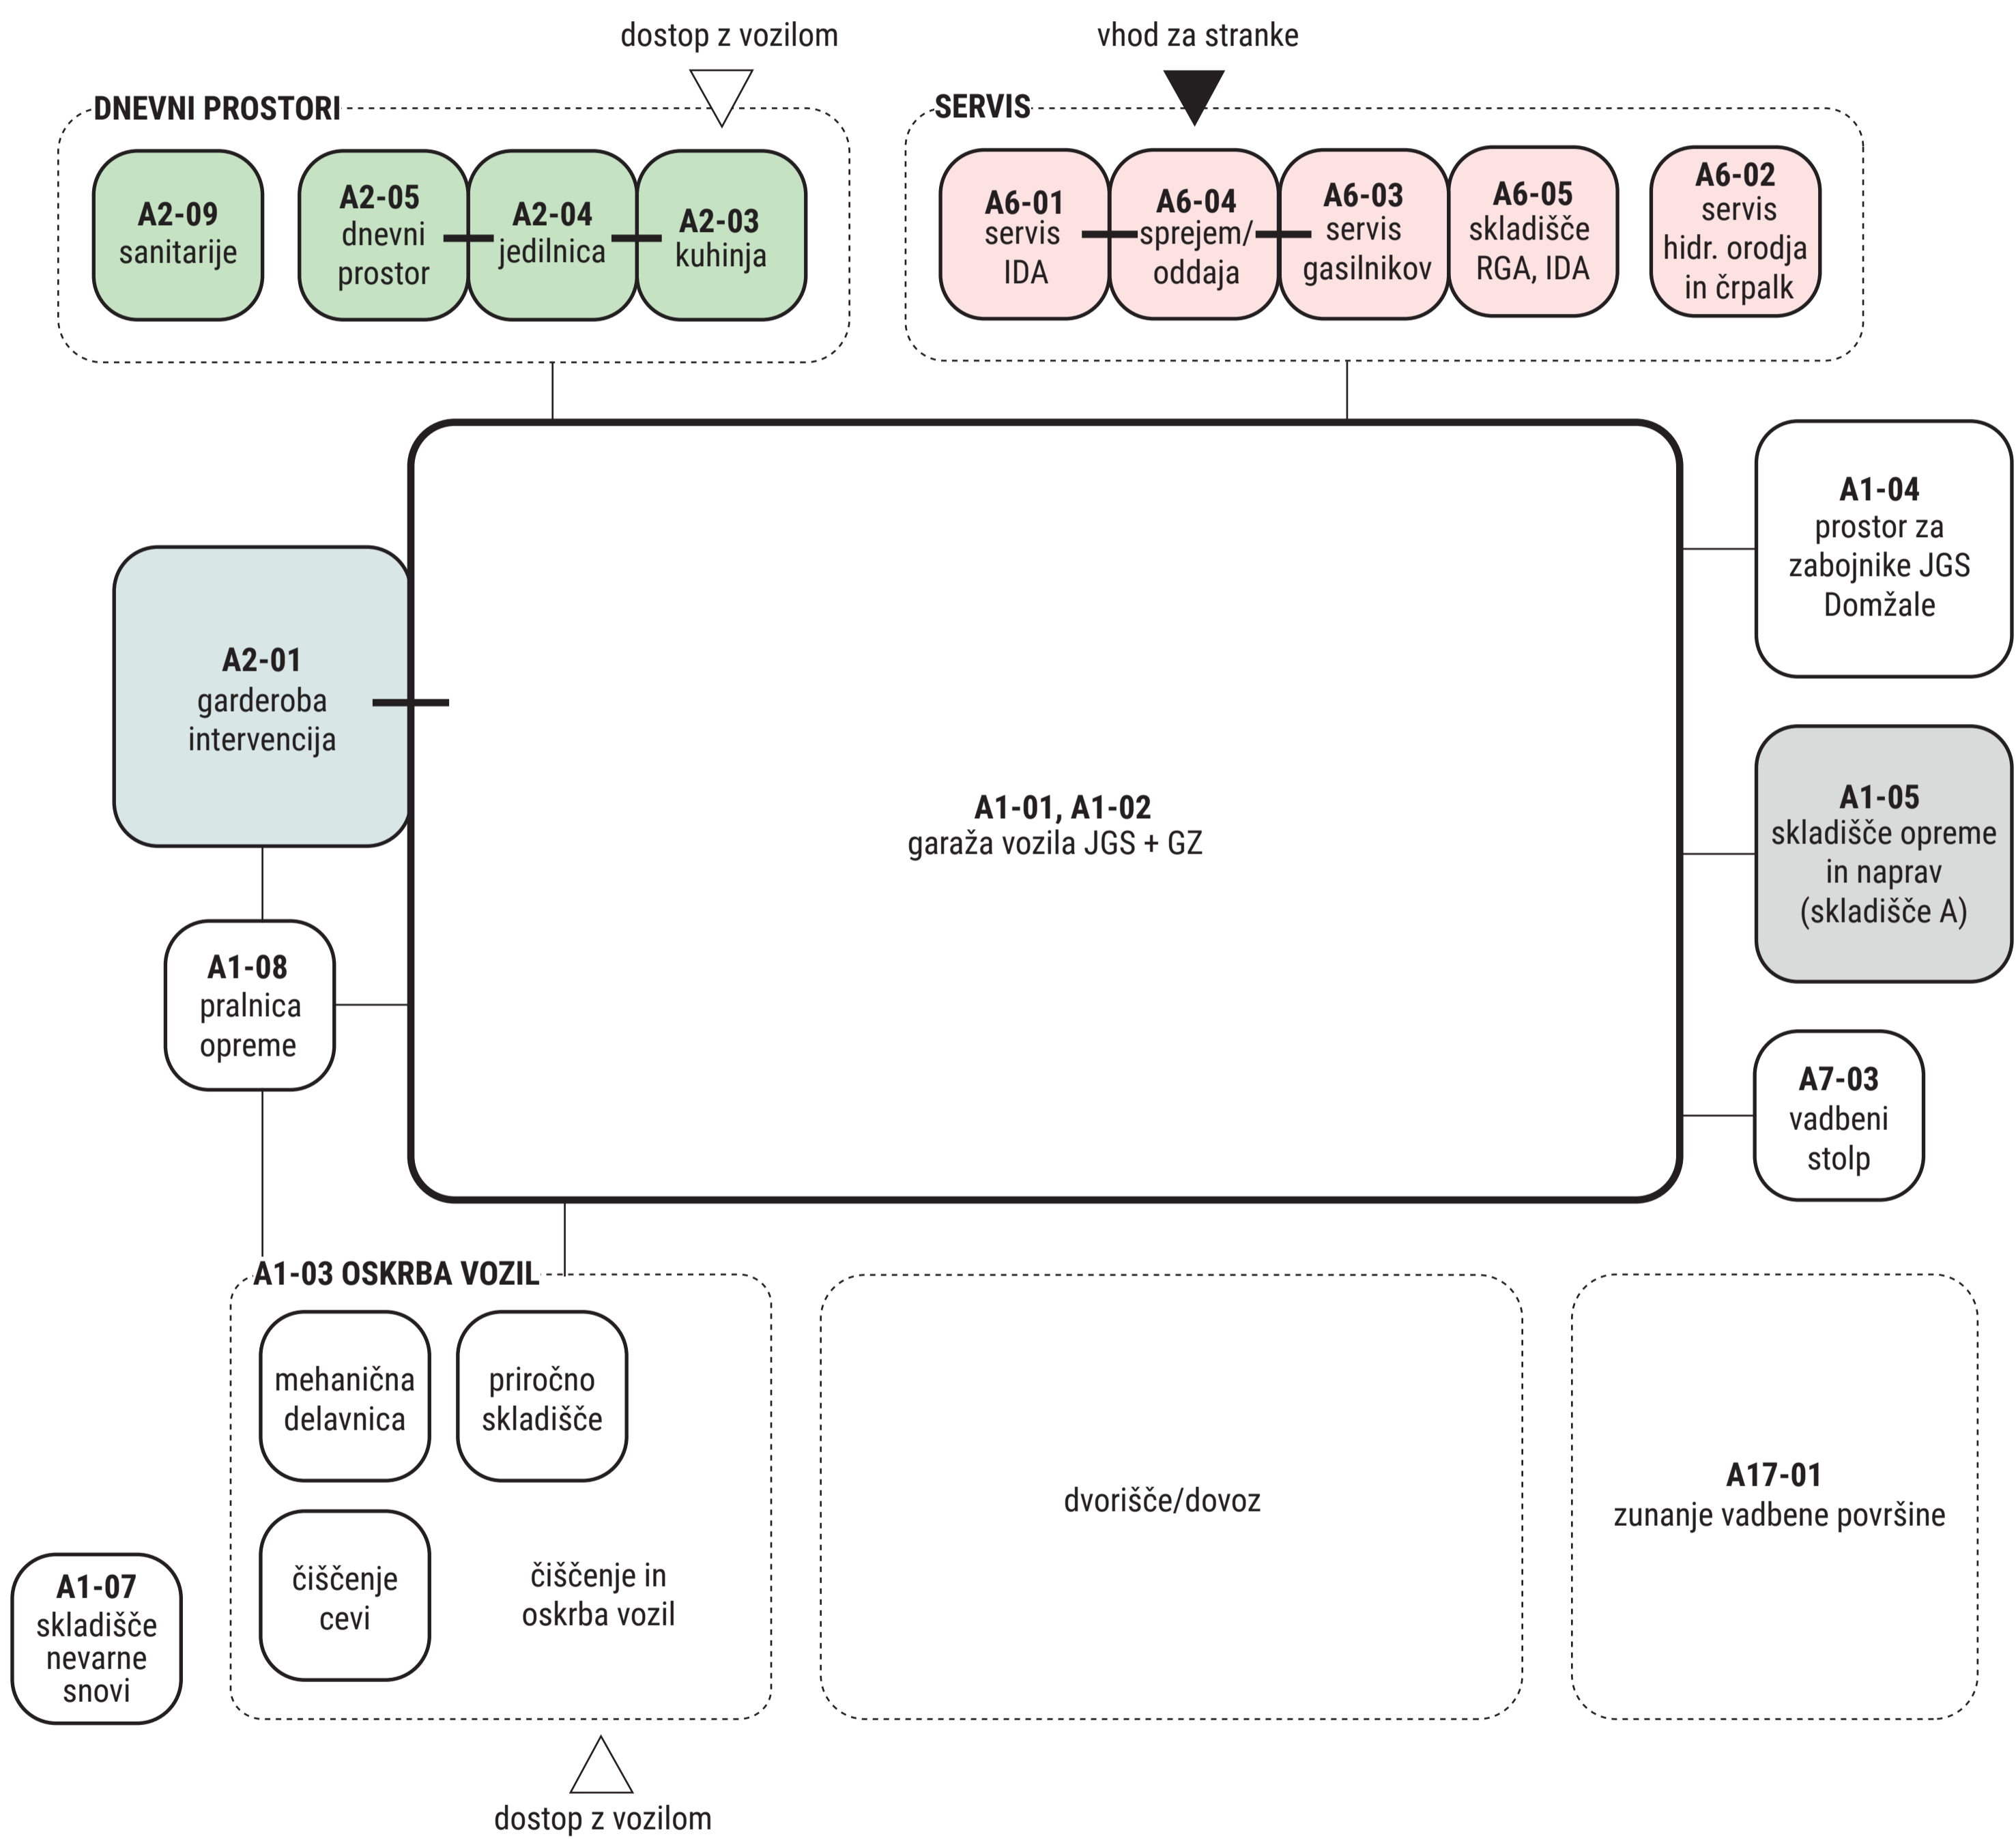 dostop z vozilom
vhod za stranke
DNEVNI PROSTORI
SERVIS
A2-09
sanitarije
A2-05
dnevni
prostor
A2-04
jedilnica
A2-03
kuhinja
A6-01
servis
IDA
A6-04
sprejem/
oddaja
A6-03
servis
gasilnikov
A6-05
skladišče
RGA, IDA
A6-02
servis
hidr. orodja
in črpalk
A1-04
prostor za
zabojnike JGS
Domžale
A2-01
garderoba
intervencija
A1-01, A1-02
garaža vozila JGS + GZ
A1-05
skladišče opreme
in naprav
(skladišče A)
A1-08
pralnica
opreme
A7-03
vadbeni
stolp
A1-03 OSKRBA VOZIL
mehanična
delavnica
priročno
skladišče
čiščenje
cevi
čiščenje in
oskrba vozil
dvorišče/dovoz
A17-01
zunanje vadbene površine
A1-07
skladišče
nevarne
snovi
dostop z vozilom